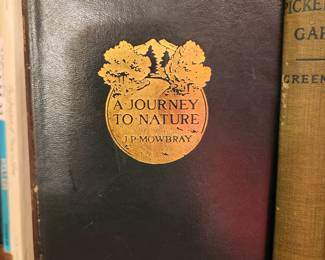 A JOURNEY
TO NATURE
J.P. MOWBRAY
GREEN